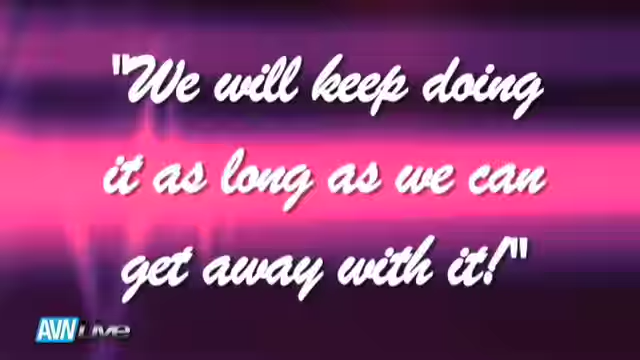 "We will keep doing
it as long as we can
get away with it!"
AVN Live